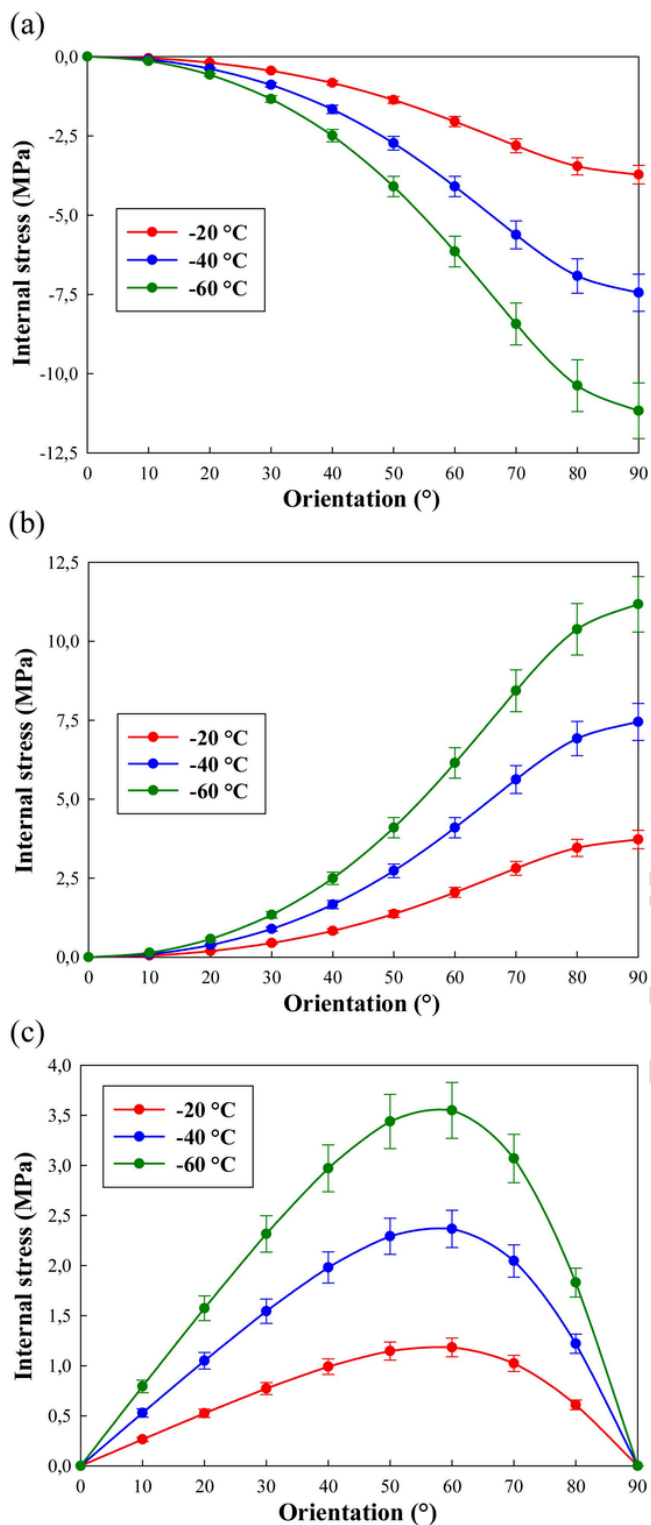 (a)
0,0
-2,5
-5,0
-7,5
-10,0
-12,5
Internal stress (MPa)
-20 °C
-40 °C
-60 °C
0 10 20 30 40 50 60 70 80 90
Orientation (°)
(b)
12,5
10,0
7,5
5,0
2,5
0,0
Internal stress (MPa)
-20 °C
-40 °C
-60 °C
0 10 20 30 40 50 60 70 80 90
Orientation (°)
(c)
4,0
3,5
3,0
2,5
2,0
1,5
1,0
0,5
0,0
Internal stress (MPa)
-20 °C
-40 °C
-60 °C
0 10 20 30 40 50 60 70 80 90
Orientation (°)